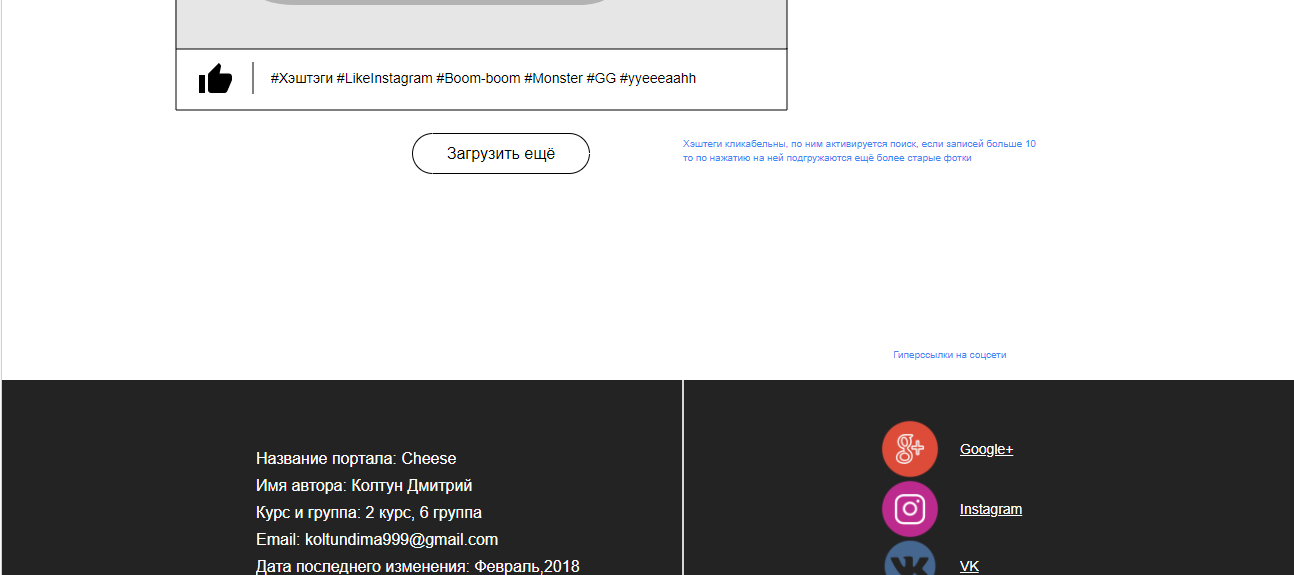 #Хэштэги #LikeInstagram #Boom-boom #Monster #GG #yyeeeaahh
Загрузить ещё
Хэштеги кликабельны, по ним активируется поиск, если записей больше 10
то по нажатию на ней подгружаются ещё более старые фотки
Гиперссылки на соцсети
Название портала: Cheese
Имя автора: Колтун Дмитрий
Курс и группа: 2 курс, 6 группа
Email: koltundima999@gmail.com
Дата последнего изменения: Февраль,2018
Google+
Instagram
VK